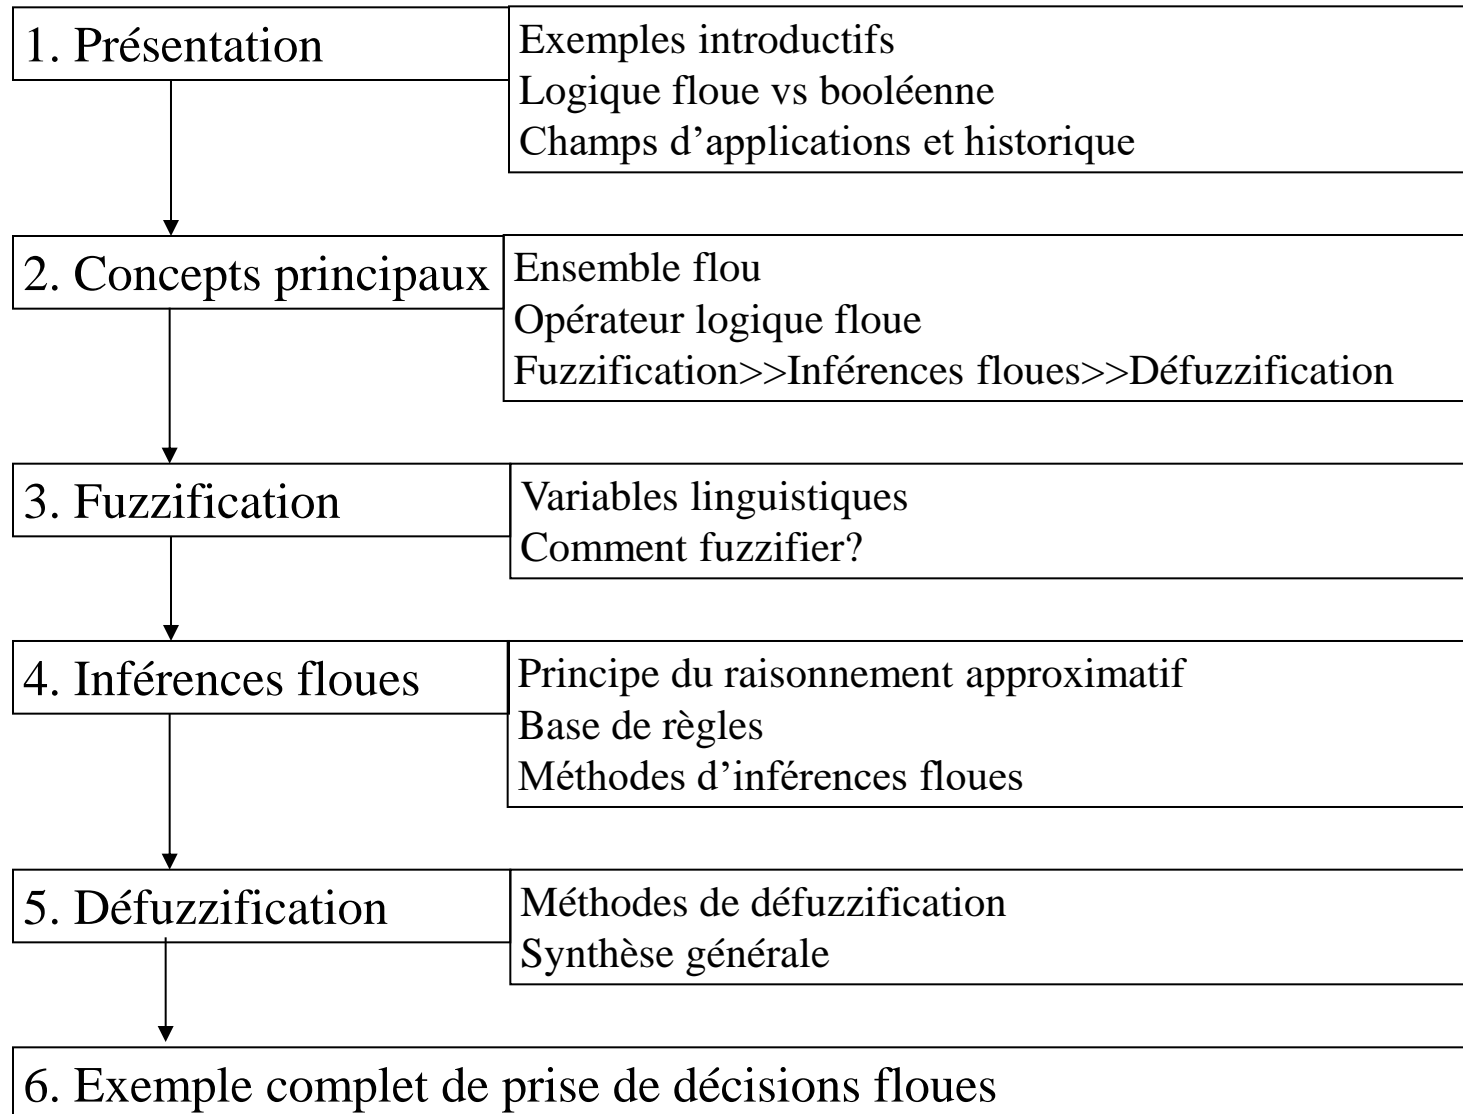 1. Présentation
Exemples introductifs
Logique floue vs booléenne
Champs d’applications et historique
2. Concepts principaux
Ensemble flou
Opérateur logique floue
Fuzzification>>Inférences floues>>Défuzzification
3. Fuzzification
Variables linguistiques
Comment fuzzifier?
4. Inférences floues
Principe du raisonnement approximatif
Base de règles
Méthodes d’inférences floues
5. Défuzzification
Méthodes de défuzzification
Synthèse générale
6. Exemple complet de prise de décisions floues